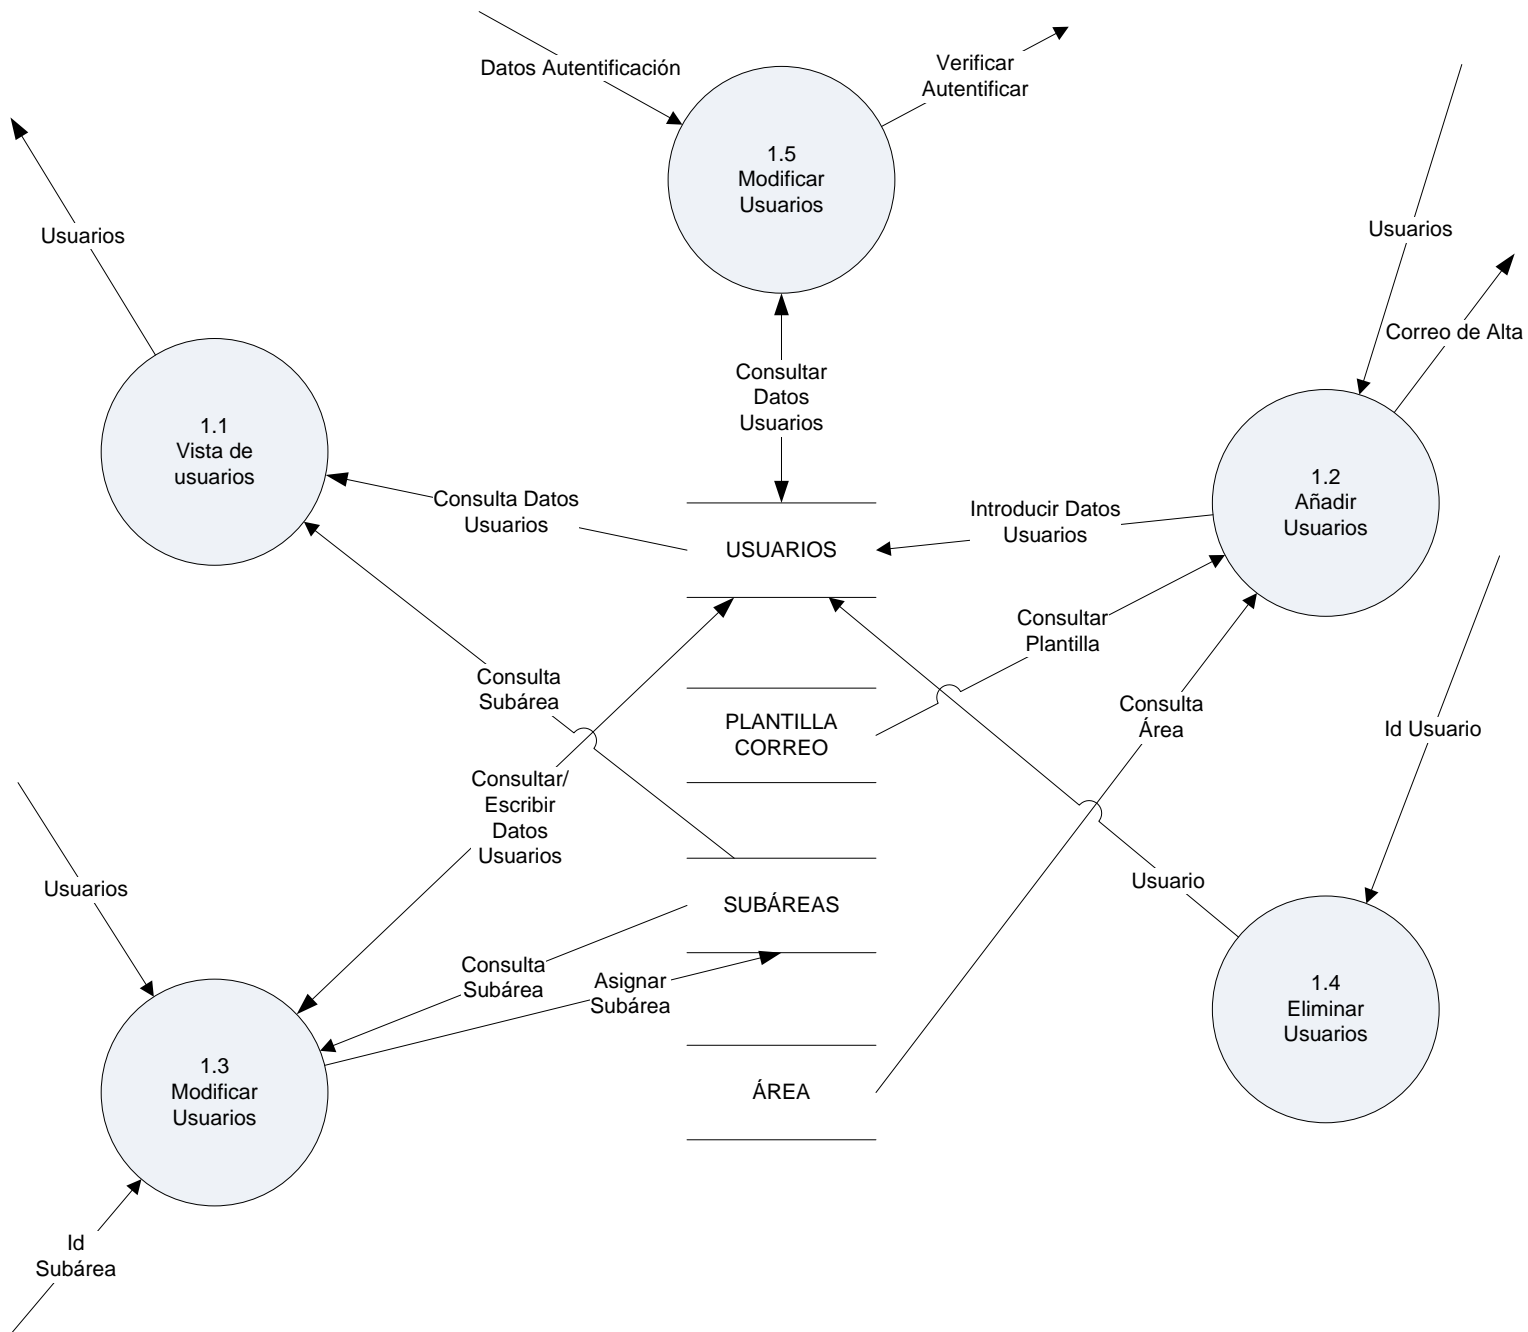 Datos Autentificación
Verificar
Autentificar
1.5
Modificar
Usuarios
Usuarios
Usuarios
Correo de Alta
Consultar
Datos
Usuarios
1.1
Vista de
usuarios
Consulta Datos
Usuarios
USUARIOS
Introducir Datos
Usuarios
1.2
Añadir
Usuarios
Consultar
Plantilla
Consulta
Subárea
PLANTILLA
CORREO
Consulta
Área
Id Usuario
Consultar/
Escribir
Datos
Usuarios
Usuarios
SUBÁREAS
Usuario
Consulta
Subárea
Asignar
Subárea
1.4
Eliminar
Usuarios
1.3
Modificar
Usuarios
ÁREA
Id
Subárea